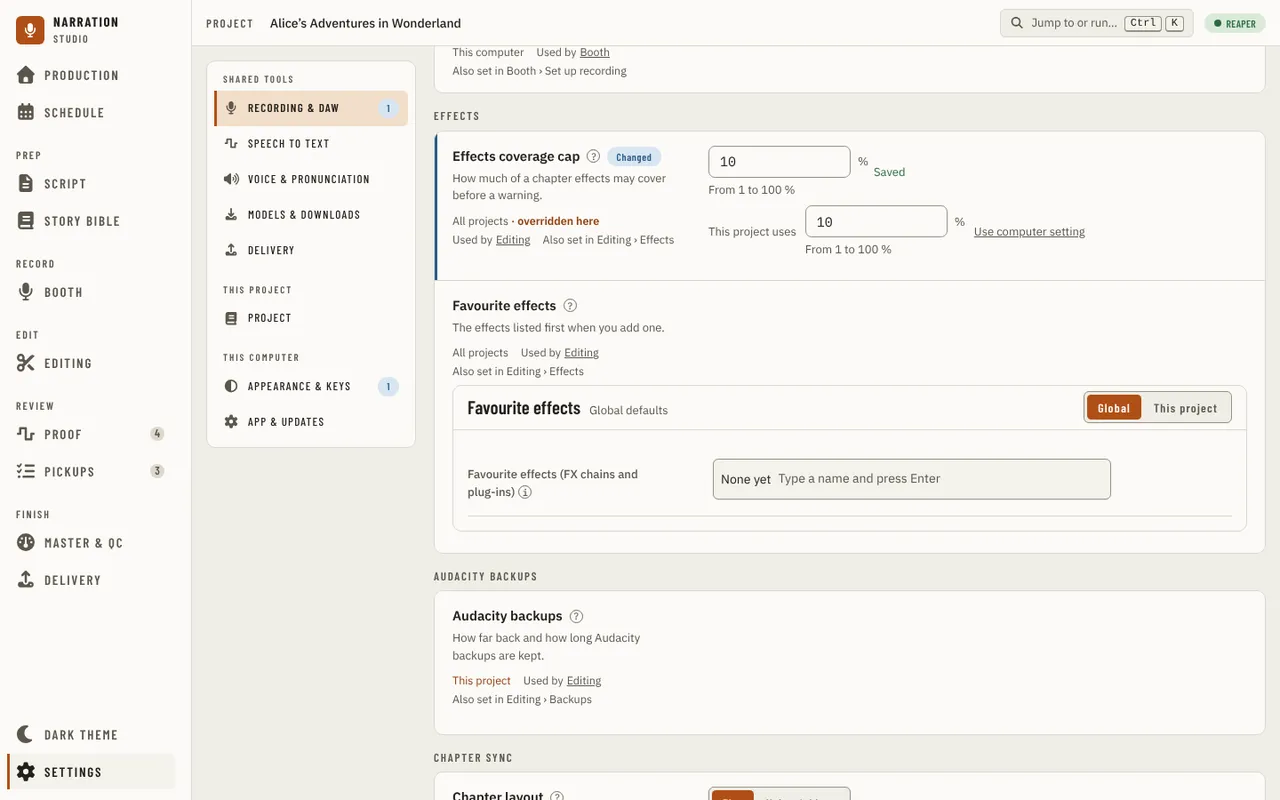 NARRATION
STUDIO
PRODUCTION
SCHEDULE
PREP
SCRIPT
STORY BIBLE
RECORD
BOOTH
EDIT
EDITING
REVIEW
PROOF 4
PICKUPS 3
FINISH
MASTER & QC
DELIVERY
DARK THEME
SETTINGS
PROJECT Alice's Adventures in Wonderland
Jump to or run... Ctrl K
REAPER
SHARED TOOLS
RECORDING & DAW 1
SPEECH TO TEXT
VOICE & PRONUNCIATION
MODELS & DOWNLOADS
DELIVERY
THIS PROJECT
PROJECT
THIS COMPUTER
APPEARANCE & KEYS 1
APP & UPDATES
This computer Used by Booth
Also set in Booth › Set up recording
EFFECTS
Effects coverage cap ? Changed
How much of a chapter effects may cover
before a warning.
All projects · overridden here
Used by Editing Also set in Editing › Effects
10 % Saved
From 1 to 100 %
This project uses 10 % Use computer setting
From 1 to 100 %
Favourite effects ?
The effects listed first when you add one.
All projects Used by Editing
Also set in Editing › Effects
Favourite effects Global defaults Global This project
Favourite effects (FX chains and
plug-ins) i
None yet Type a name and press Enter
AUDACITY BACKUPS
Audacity backups ?
How far back and how long Audacity
backups are kept.
This project Used by Editing
Also set in Editing › Backups
CHAPTER SYNC
Chapter layout ?